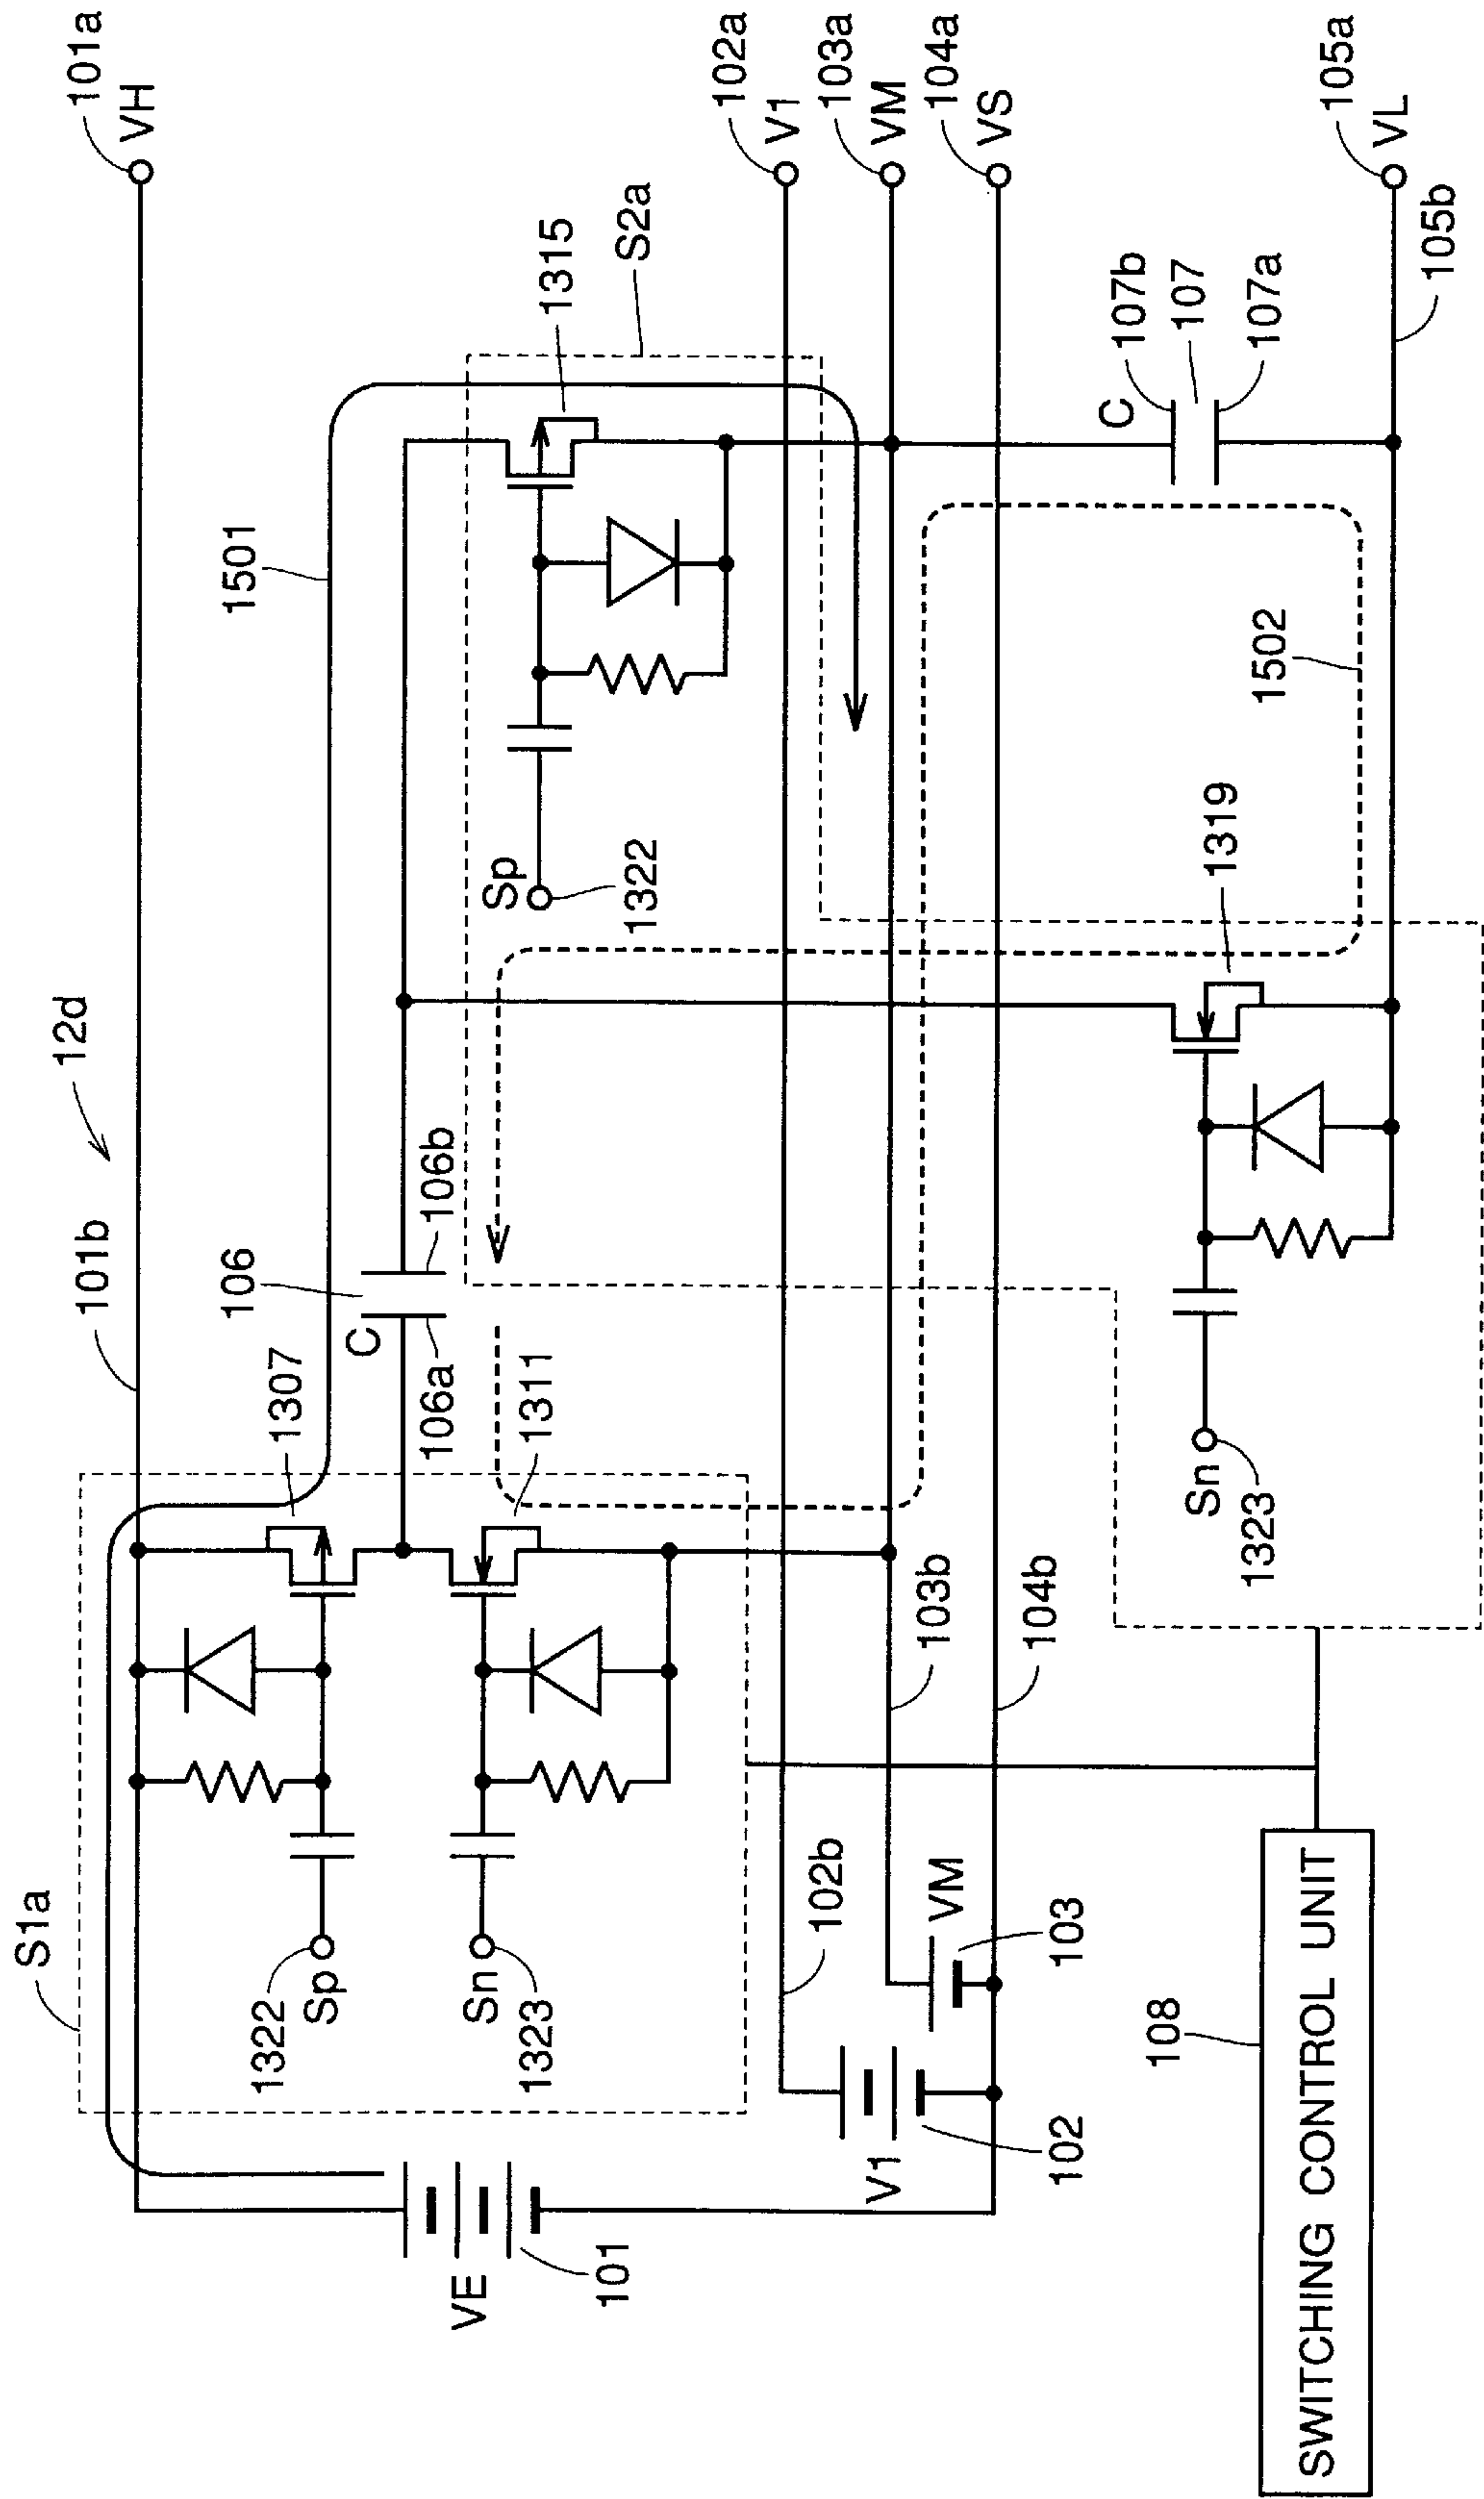 12d
101b
101a
VH
S1a
1307
106
C
106a
106b
1501
1315
S2a
1322
Sp
Sn
1323
1311
Sp
1322
102a
V1
103a
VM
104a
VS
VE
101
102b
V1
102
VM
103
103b
104b
1319
Sn
1323
1502
C
107b
107
107a
105a
VL
105b
108
SWITCHING CONTROL UNIT